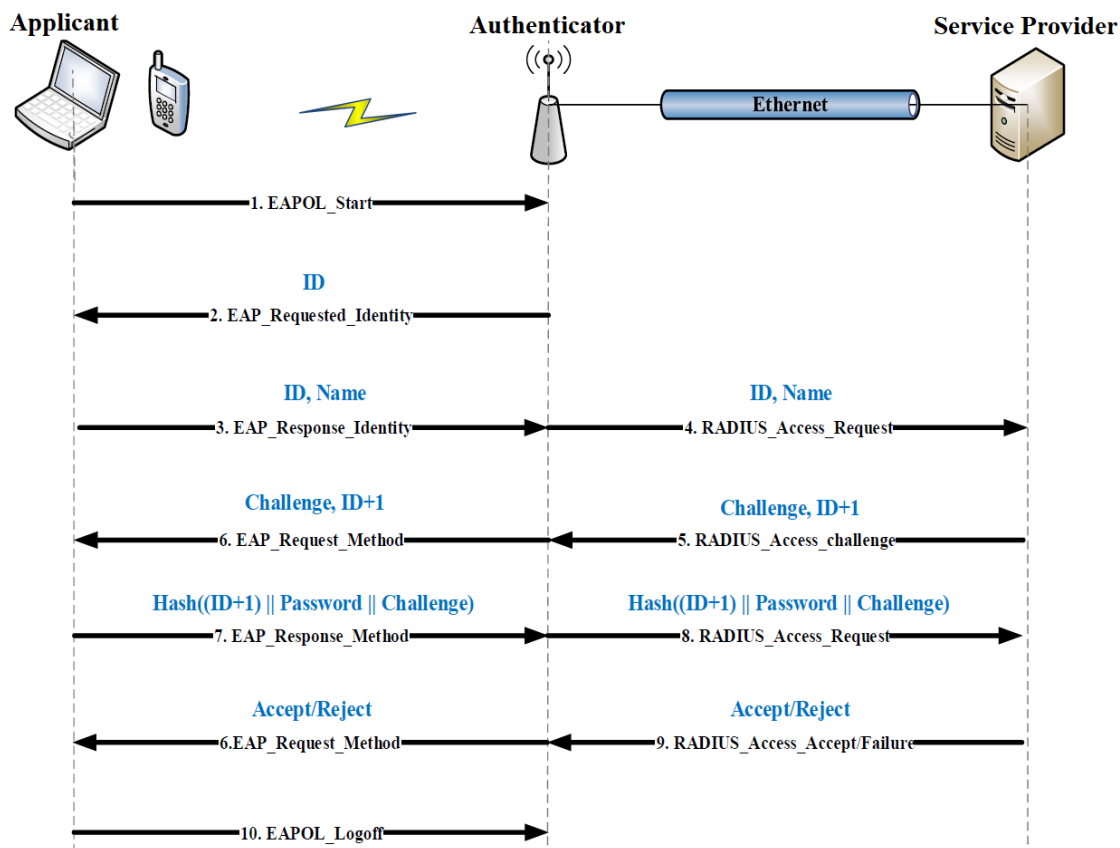 Applicant
Authenticator
Service Provider
Ethernet
1. EAPOL_Start
ID
2. EAP_Requested_Identity
ID, Name
ID, Name
3. EAP_Response_Identity
4. RADIUS_Access_Request
Challenge, ID+1
Challenge, ID+1
6. EAP_Request_Method
5. RADIUS_Access_challenge
Hash((ID+1) || Password || Challenge)
Hash((ID+1) || Password || Challenge)
7. EAP_Response_Method
8. RADIUS_Access_Request
Accept/Reject
Accept/Reject
6.EAP_Request_Method
9. RADIUS_Access_Accept/Failure
10. EAPOL_Logoff